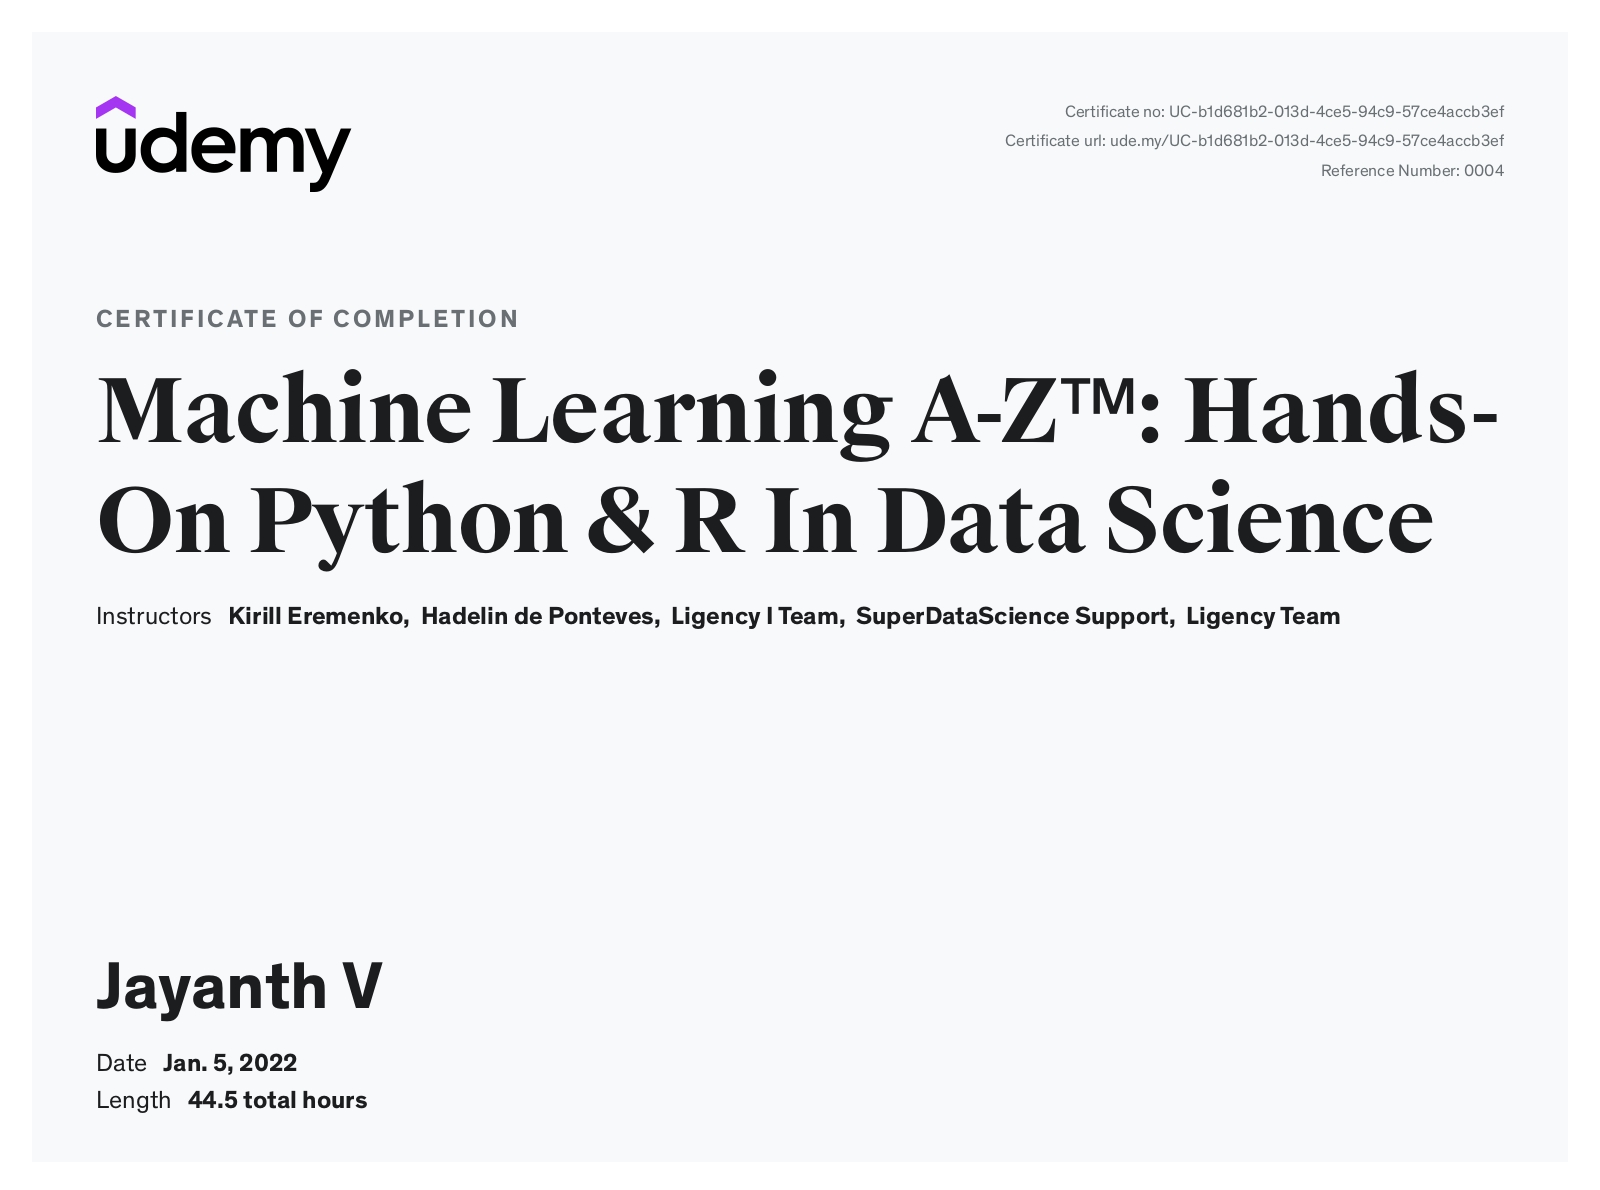 udemy
Certificate no: UC-b1d681b2-013d-4ce5-94c9-57ce4accb3ef
Certificate url: ude.my/UC-b1d681b2-013d-4ce5-94c9-57ce4accb3ef
Reference Number: 0004
CERTIFICATE OF COMPLETION
Machine Learning A-Z™: Hands-
On Python & R In Data Science
Instructors Kirill Eremenko, Hadelin de Ponteves, Ligency I Team, SuperDataScience Support, Ligency Team
Jayanth V
Date Jan. 5, 2022
Length 44.5 total hours